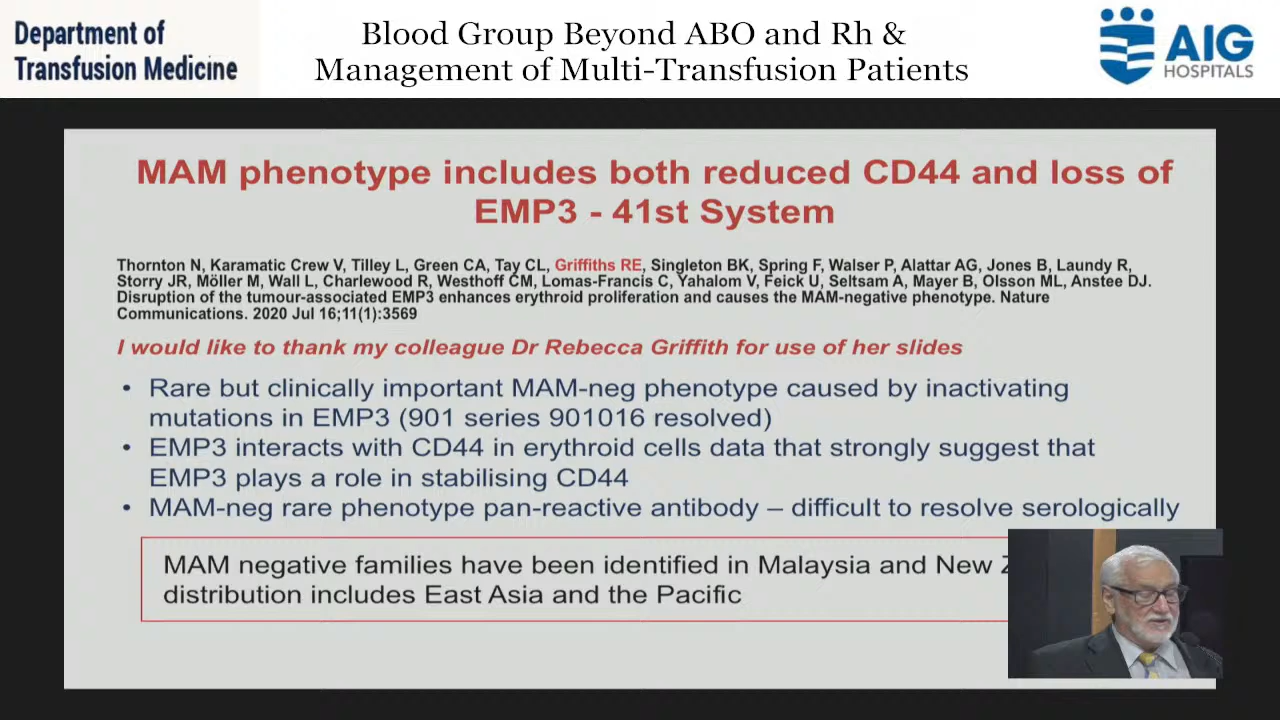 Department of
Transfusion Medicine
Blood Group Beyond ABO and Rh &
Management of Multi-Transfusion Patients
AIG
HOSPITALS
MAM phenotype includes both reduced CD44 and loss of
EMP3 - 41st System
Thornton N, Karamatic Crew V, Tilley L, Green CA, Tay CL, Griffiths RE, Singleton BK, Spring F, Walser P, Alattar AG, Jones B, Laundy R,
Storry JR, Möller M, Wall L, Charlewood R, Westhoff CM, Lomas-Francis C, Yahalom V, Feick U, Seltsam A, Mayer B, Olsson ML, Anstee DJ.
Disruption of the tumour-associated EMP3 enhances erythroid proliferation and causes the MAM-negative phenotype. Nature
Communications. 2020 Jul 16;11(1):3569
I would like to thank my colleague Dr Rebecca Griffith for use of her slides
• Rare but clinically important MAM-neg phenotype caused by inactivating
mutations in EMP3 (901 series 901016 resolved)
• EMP3 interacts with CD44 in erythroid cells data that strongly suggest that
EMP3 plays a role in stabilising CD44
• MAM-neg rare phenotype pan-reactive antibody – difficult to resolve serologically
MAM negative families have been identified in Malaysia and New
distribution includes East Asia and the Pacific